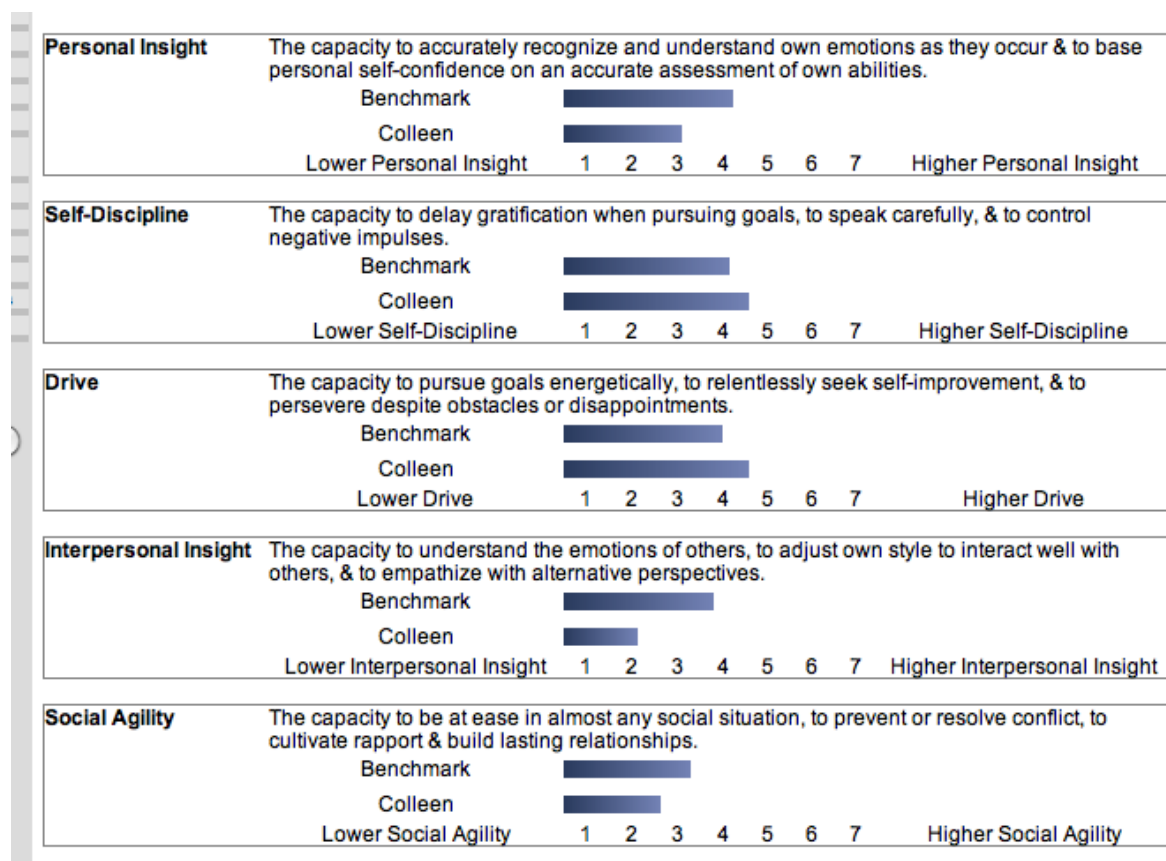 Personal Insight The capacity to accurately recognize and understand own emotions as they occur & to base
personal self-confidence on an accurate assessment of own abilities.
Benchmark
Colleen
Lower Personal Insight 1 2 3 4 5 6 7 Higher Personal Insight
Self-Discipline The capacity to delay gratification when pursuing goals, to speak carefully, & to control
negative impulses.
Benchmark
Colleen
Lower Self-Discipline 1 2 3 4 5 6 7 Higher Self-Discipline
Drive The capacity to pursue goals energetically, to relentlessly seek self-improvement, & to
persevere despite obstacles or disappointments.
Benchmark
Colleen
Lower Drive 1 2 3 4 5 6 7 Higher Drive
Interpersonal Insight The capacity to understand the emotions of others, to adjust own style to interact well with
others, & to empathize with alternative perspectives.
Benchmark
Colleen
Lower Interpersonal Insight 1 2 3 4 5 6 7 Higher Interpersonal Insight
Social Agility The capacity to be at ease in almost any social situation, to prevent or resolve conflict, to
cultivate rapport & build lasting relationships.
Benchmark
Colleen
Lower Social Agility 1 2 3 4 5 6 7 Higher Social Agility